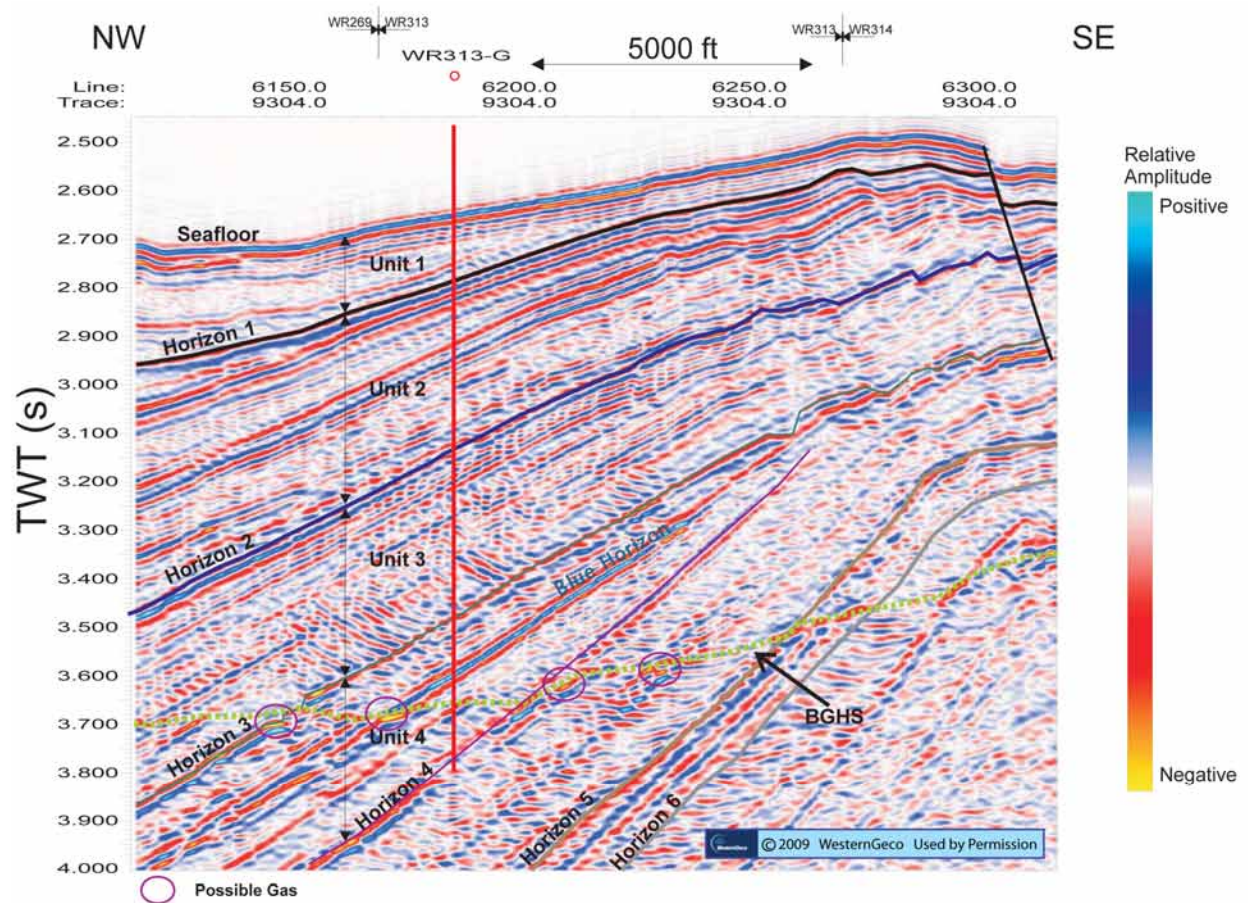 WR269 WR313
NW
WR313-G
5000 ft
WR313 WR314
SE
Line: 6150.0 6200.0 6250.0 6300.0
Trace: 9304.0 9304.0 9304.0 9304.0
TWT (s)
2.500
2.600
2.700
2.800
2.900
3.000
3.100
3.200
3.300
3.400
3.500
3.600
3.700
3.800
3.900
4.000
Seafloor
Unit 1
Horizon 1
Unit 2
Horizon 2
Unit 3
Blue Horizon
Horizon 3
Unit 4
Horizon 4
BGHS
Horizon 5
Horizon 6
Relative
Amplitude
Positive
Negative
WesternGeco
© 2009 WesternGeco Used by Permission
Possible Gas